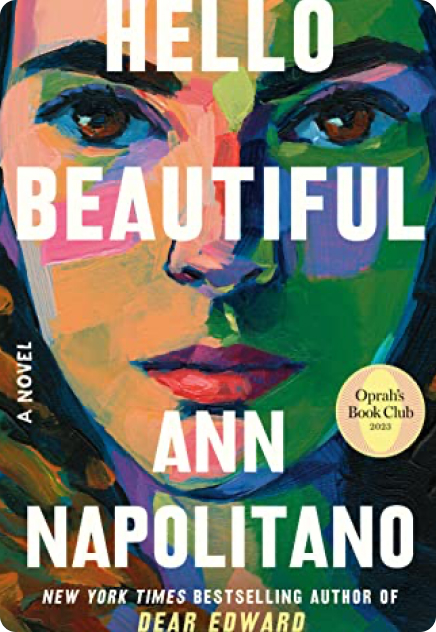 HELLO
BEAUTIFUL
A NOVEL
Oprah's
Book Club
2023
ANN
NAPOLITANO
NEW YORK TIMES BESTSELLING AUTHOR OF
DEAR EDWARD